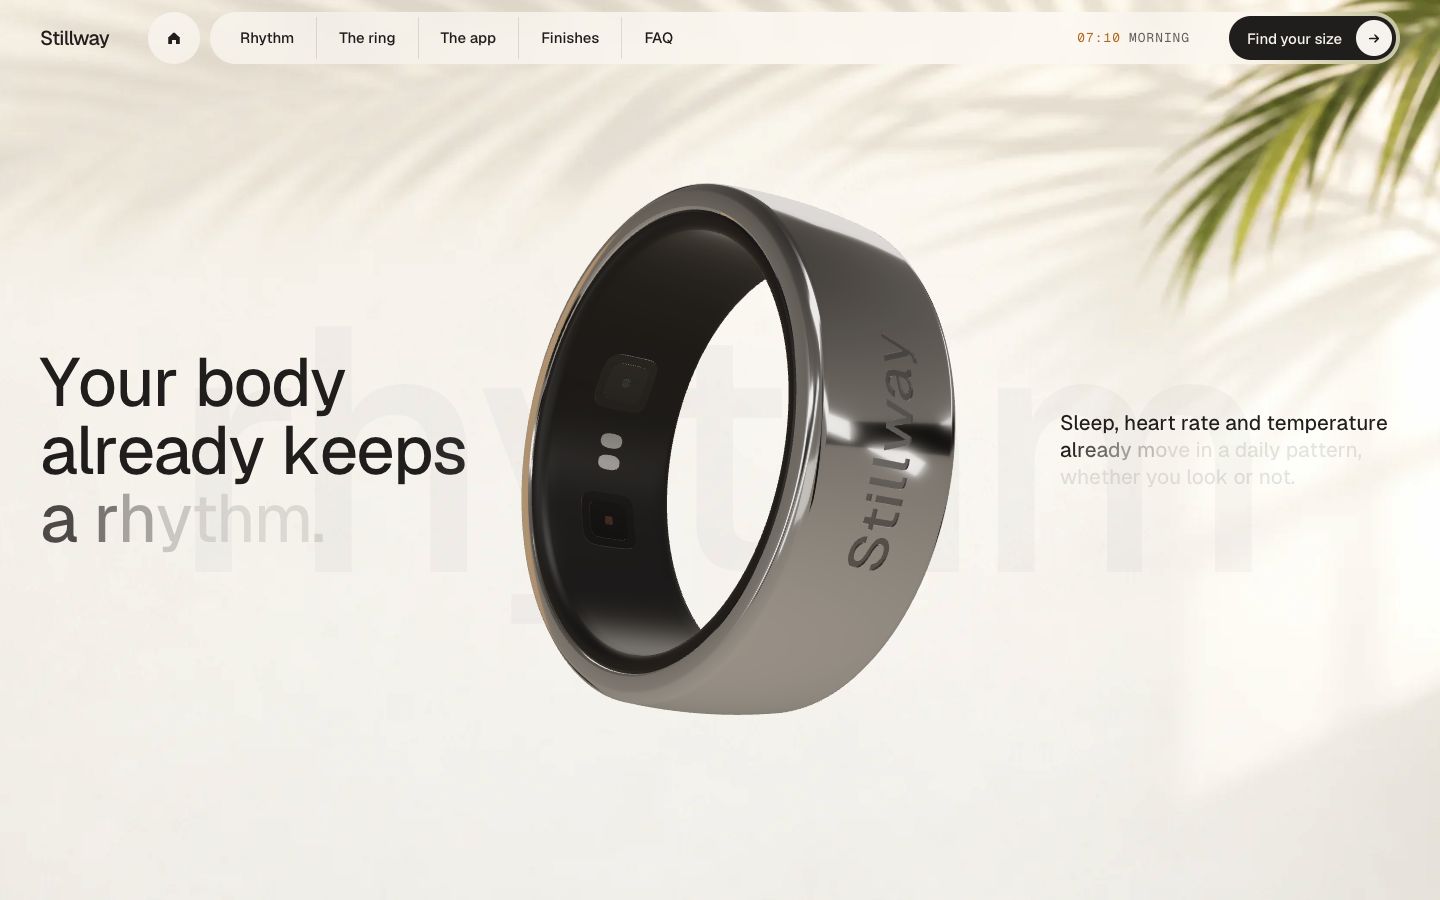 Stillway
Rhythm
The ring
The app
Finishes
FAQ
07:10 MORNING
Find your size
rhythm
Your body
already keeps
a rhythm.
Stillway
Sleep, heart rate and temperature
already move in a daily pattern,
whether you look or not.